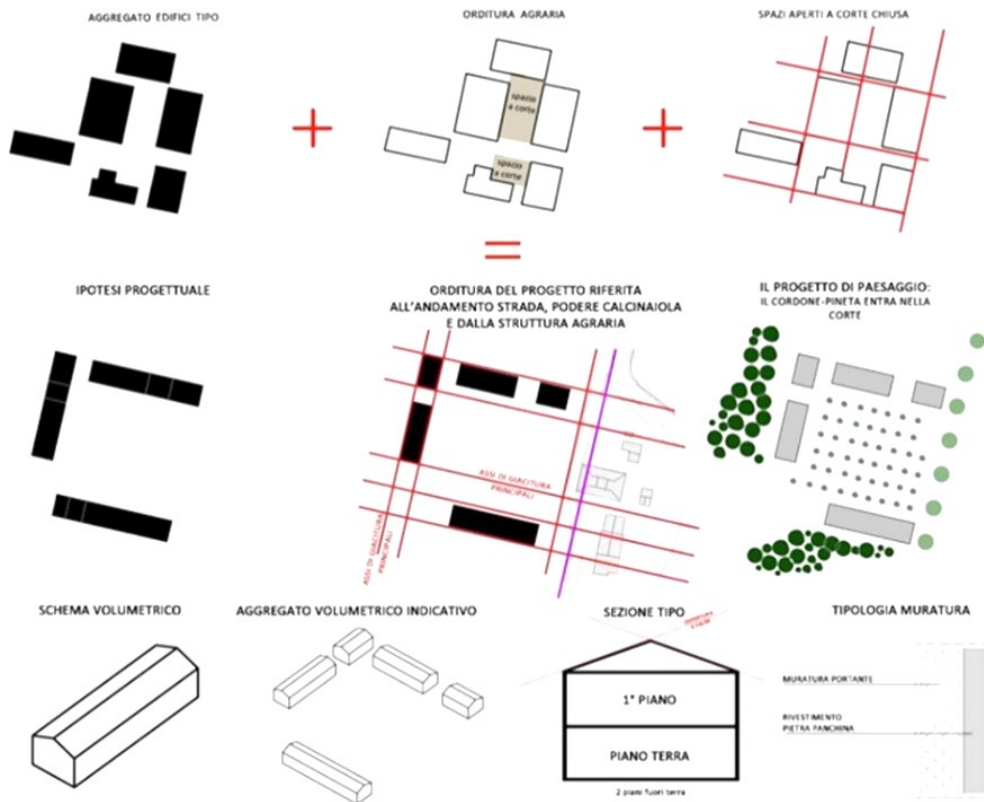 AGGREGATO EDIFICI TIPO
ORDITURA AGRARIA
SPAZI APERTI A CORTE CHIUSA
spazio
a corte
spazio
a corte
IPOTESI PROGETTUALE
ORDITURA DEL PROGETTO RIFERITA
ALL'ANDAMENTO STRADA, PODERE CALCINAIOLA
E DALLA STRUTTURA AGRARIA
IL PROGETTO DI PAESAGGIO:
IL CORDONE-PINETA ENTRA NELLA
CORTE
ASSI DI GIACITURA
PRINCIPALI
ASSI DI GIACITURA
PRINCIPALI
SCHEMA VOLUMETRICO
AGGREGATO VOLUMETRICO INDICATIVO
SEZIONE TIPO
TIPOLOGIA MURATURA
COPERTURA
A FALDE
1° PIANO
PIANO TERRA
2 piani fuori terra
MURATURA PORTANTE
RIVESTIMENTO
PIETRA PANCHINA